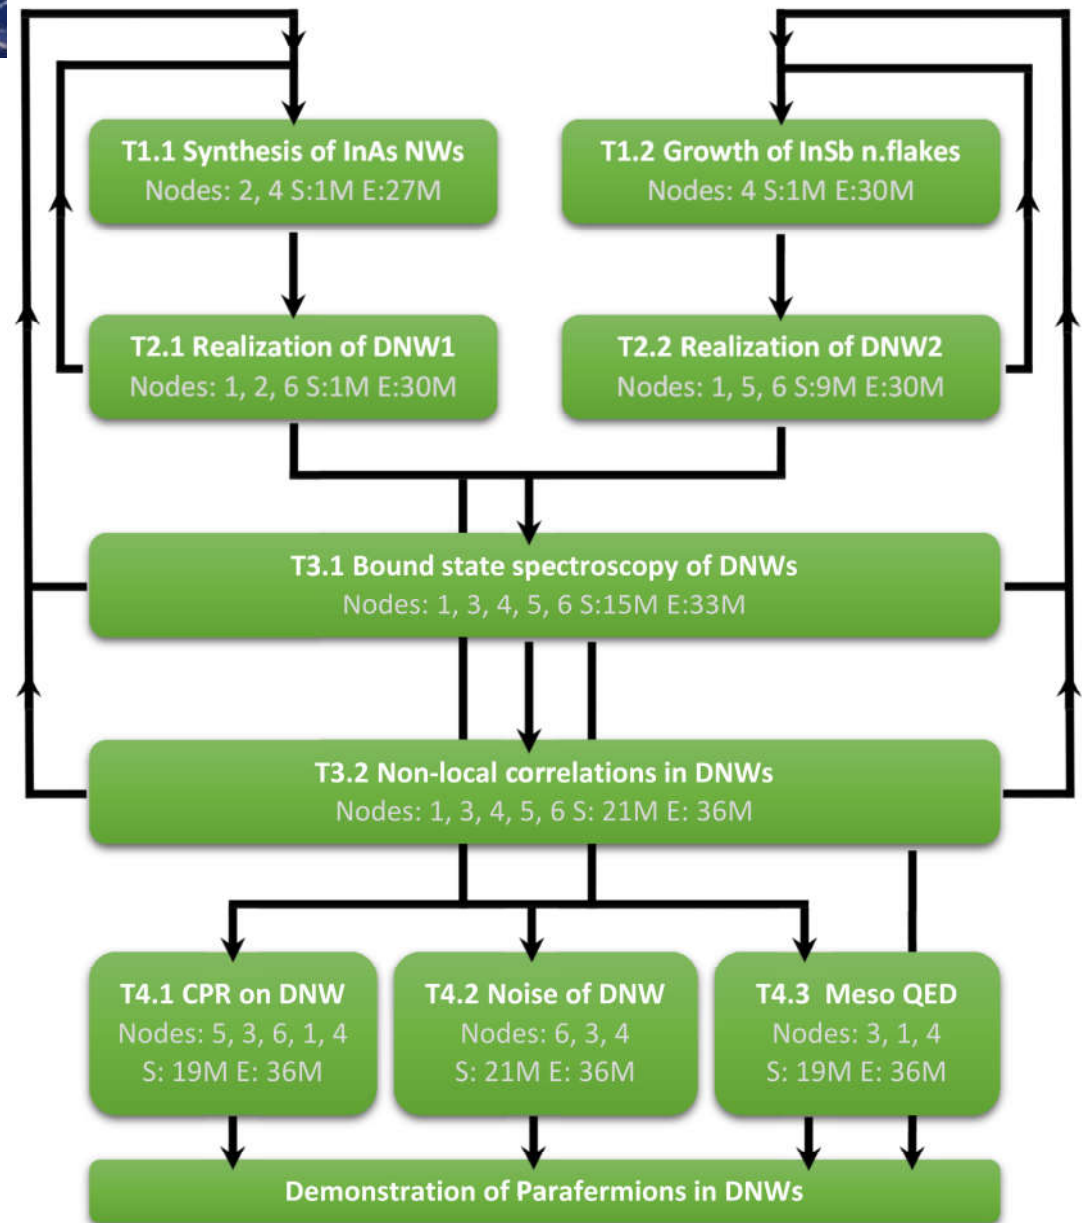 T1.1 Synthesis of InAs NWs
Nodes: 2, 4 S:1M E:27M
T1.2 Growth of InSb n.flakes
Nodes: 4 S:1M E:30M
T2.1 Realization of DNW1
Nodes: 1, 2, 6 S:1M E:30M
T2.2 Realization of DNW2
Nodes: 1, 5, 6 S:9M E:30M
T3.1 Bound state spectroscopy of DNWs
Nodes: 1, 3, 4, 5, 6 S:15M E:33M
T3.2 Non-local correlations in DNWs
Nodes: 1, 3, 4, 5, 6 S: 21M E: 36M
T4.1 CPR on DNW
Nodes: 5, 3, 6, 1, 4
S: 19M E: 36M
T4.2 Noise of DNW
Nodes: 6, 3, 4
S: 21M E: 36M
T4.3 Meso QED
Nodes: 3, 1, 4
S: 19M E: 36M
Demonstration of Parafermions in DNWs